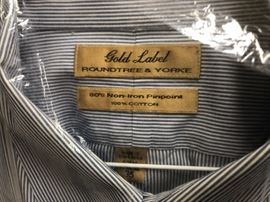 Gold Label
ROUNDTREE & YORKE
80's Non-Iron Pinpoint
100% COTTON